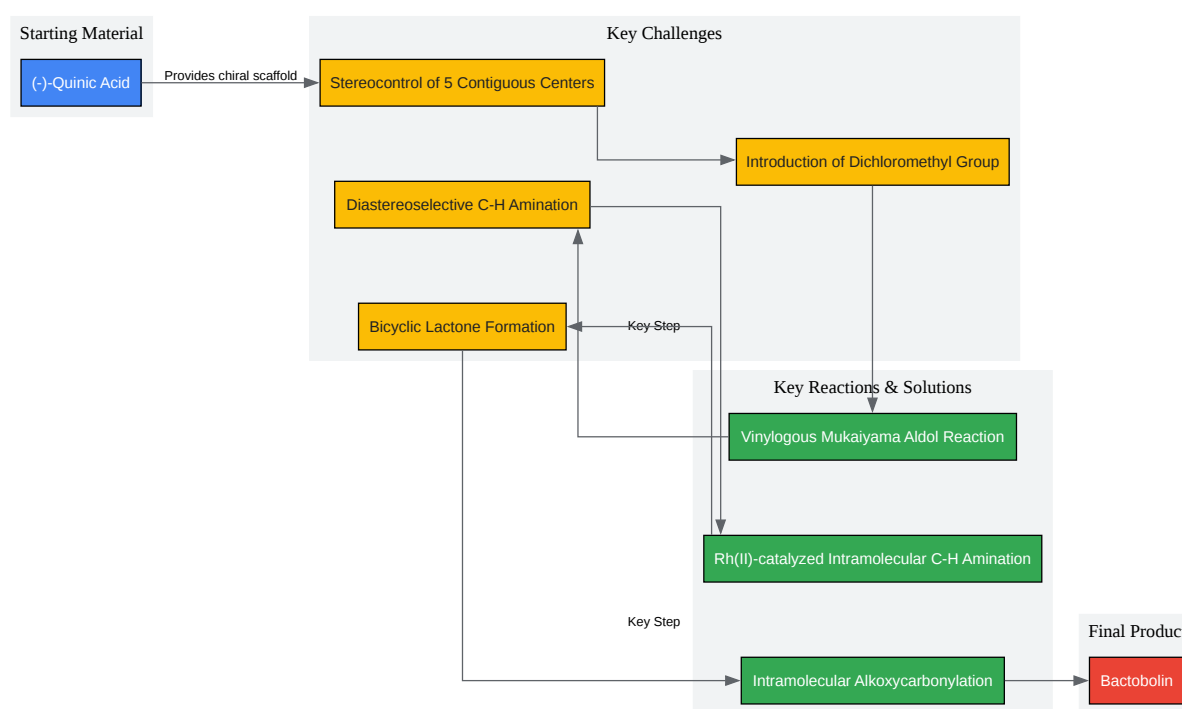 Starting Material
Key Challenges
(-)-Quinic Acid
Provides chiral scaffold
Stereocontrol of 5 Contiguous Centers
Introduction of Dichloromethyl Group
Diastereoselective C-H Amination
Bicyclic Lactone Formation
Key Step
Key Reactions & Solutions
Vinylogous Mukaiyama Aldol Reaction
Rh(II)-catalyzed Intramolecular C-H Amination
Key Step
Final Produc
Intramolecular Alkoxycarbonylation
Bactobolin